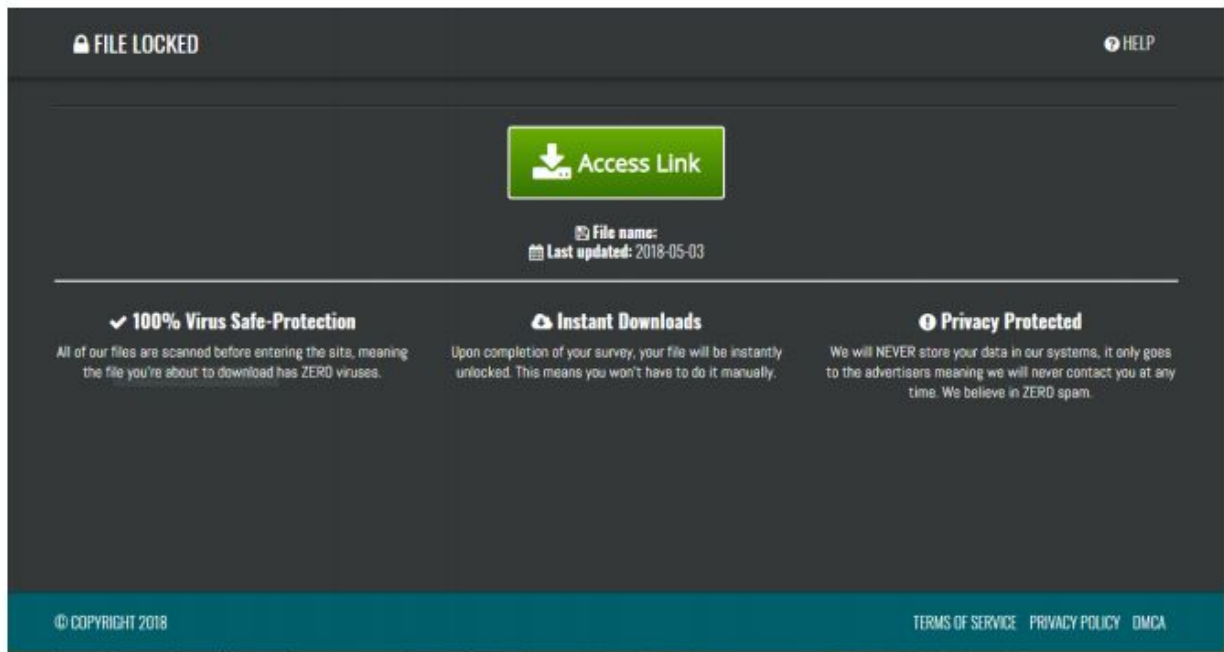 FILE LOCKED
HELP
Access Link
File name:
Last updated: 2018-05-03
100% Virus Safe-Protection
All of our files are scanned before entering the site, meaning
the file you're about to download has ZERO viruses.
Instant Downloads
Upon completion of your survey, your file will be instantly
unlocked. This means you won't have to do it manually.
Privacy Protected
We will NEVER store your data in our systems, it only goes
to the advertisers meaning we will never contact you at any
time. We believe in ZERO spam.
© COPYRIGHT 2018
TERMS OF SERVICE PRIVACY POLICY DMCA